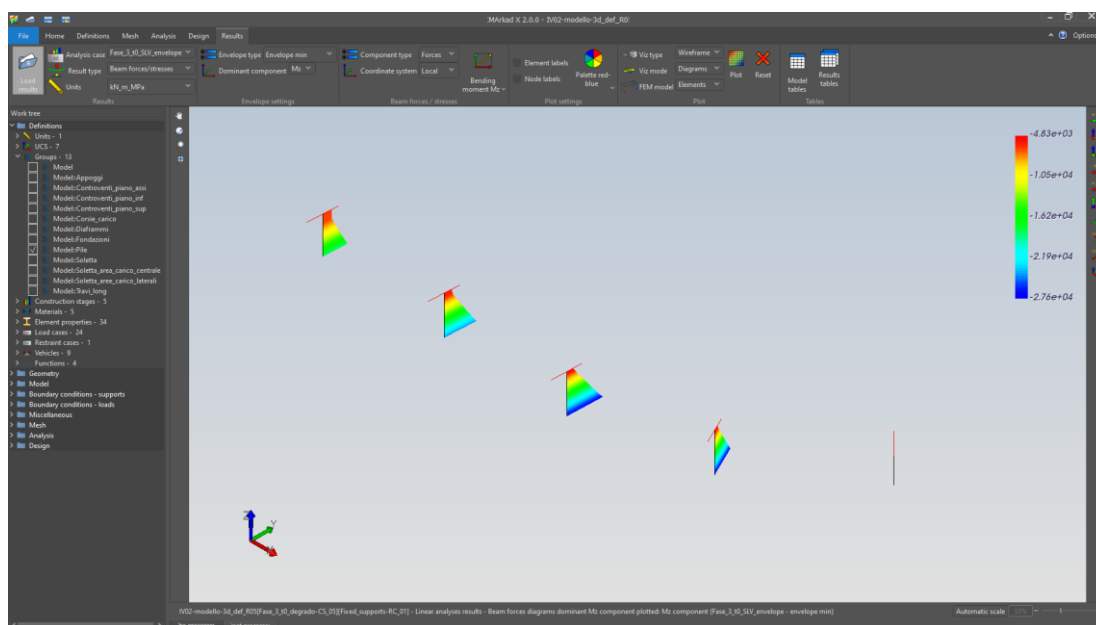 :MArkad X 2.0.0 - IV02-modello-3d_def_R0!
File Home Definitions Mesh Analysis Design Results Options
Load results
Analysis case Fase_3_t0_SLV_envelope
Result type Beam forces/stresses
Units kN_m_MPa
Results
Envelope type Envelope min
Dominant component Mz
Envelope settings
Component type Forces
Coordinate system Local
Bending moment Mz
Beam forces / stresses
Element labels
Node labels
Palette red-blue
Plot settings
Viz type Wireframe
Viz mode Diagrams
FEM model Elements
Plot
Reset
Plot
Model tables
Results tables
Tables
Work tree
Definitions
Units - 1
UCS - 7
Groups - 13
Model
Model::Appoggi
Model::Controventi_piano_assi
Model::Controventi_piano_inf
Model::Controventi_piano_sup
Model::Corsie_carico
Model::Diaframmi
Model::Fondazioni
Model::Pile
Model::Soletta
Model::Soletta_area_carico_centrale
Model::Soletta_aree_carico_laterali
Model::Travi_long
Construction stages - 5
Materials - 5
Element properties - 34
Load cases - 24
Restraint cases - 1
Vehicles - 9
Functions - 4
Geometry
Model
Boundary conditions - supports
Boundary conditions - loads
Miscellaneous
Mesh
Analysis
Design
-4.83e+03
-1.05e+04
-1.62e+04
-2.19e+04
-2.76e+04
Z
Y
IV02-modello-3d_def_R05[Fase_3_t0_degrado-CS_05][Fixed_supports-RC_01] - Linear analyses results - Beam forces diagrams dominant Mz component plotted: Mz component (Fase_3_t0_SLV_envelope - envelope min)
Automatic scale